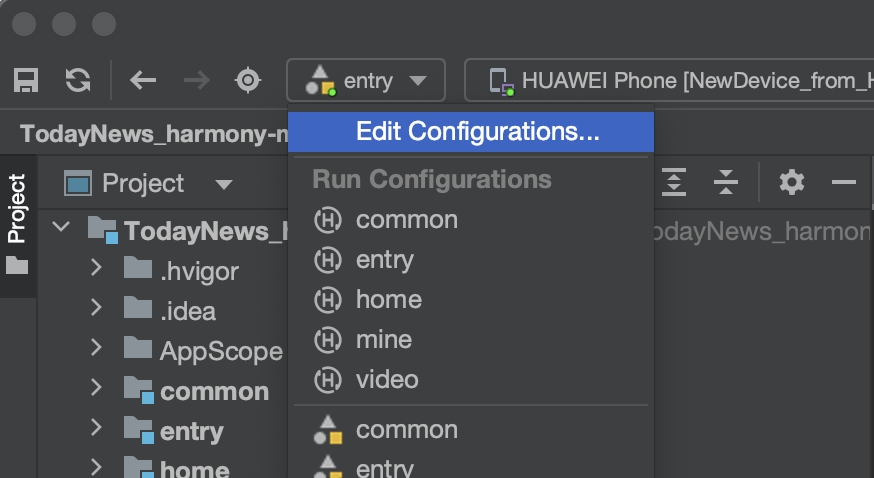 entry
HUAWEI Phone [NewDevice_from_H
TodayNews_harmony-m
Edit Configurations...
Project
Project
Run Configurations
common
entry
home
mine
video
common
entry
TodayNews_h
odayNews_harmon
.hvigor
.idea
AppScope
common
entry
home